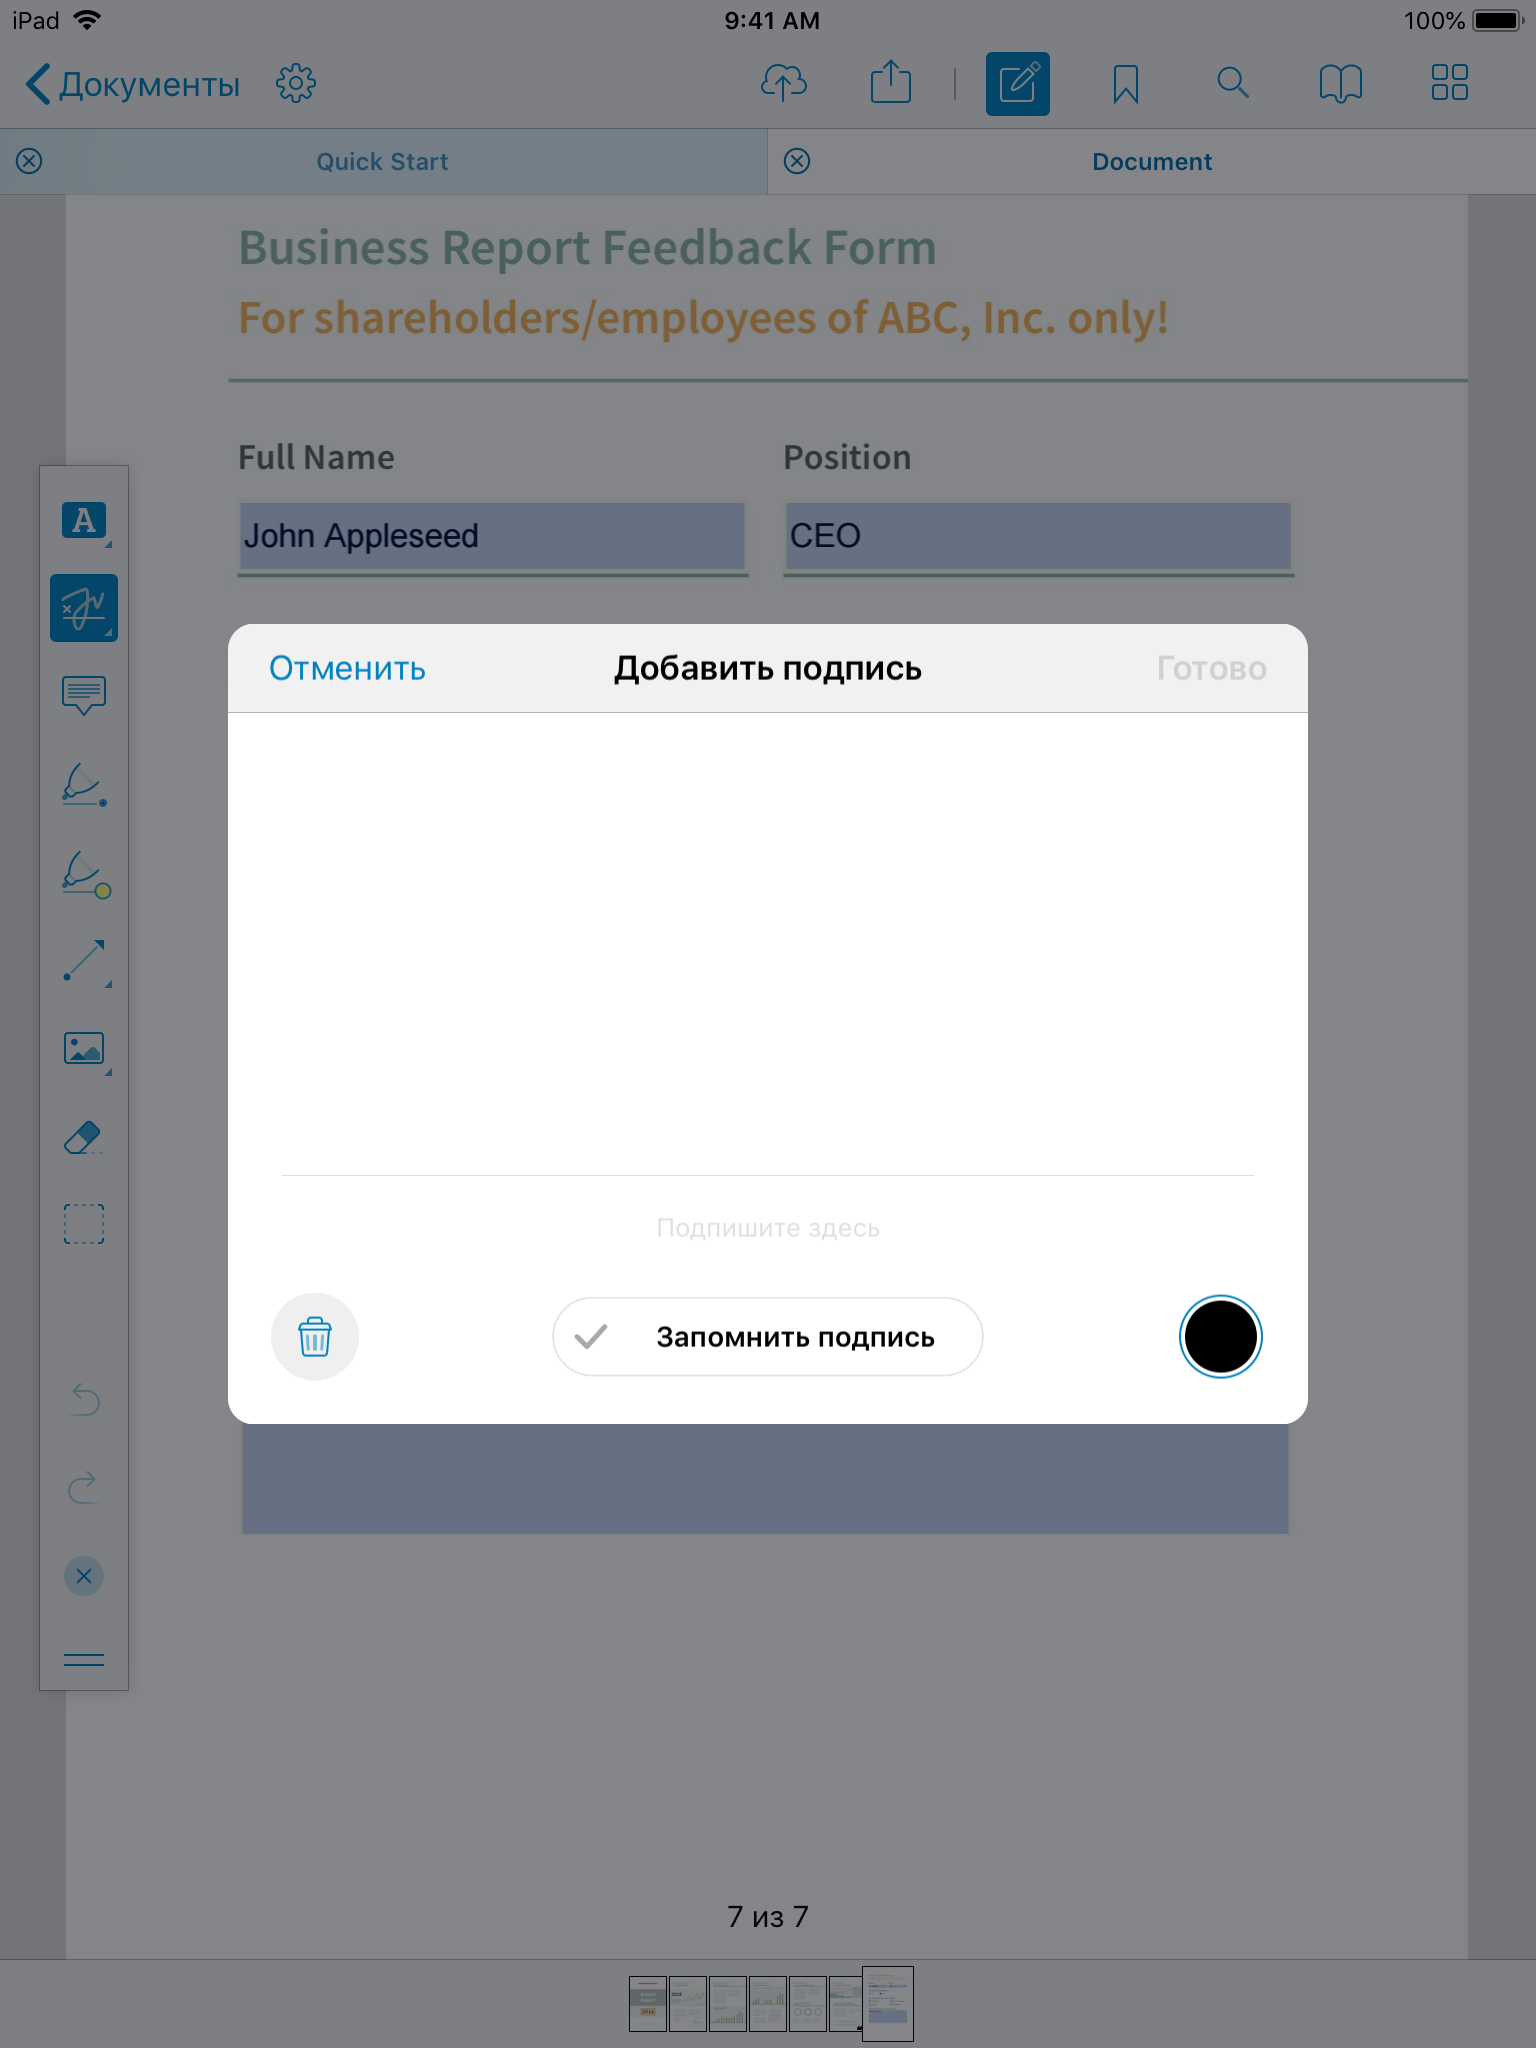 iPad 9:41 AM 100%
Документы
Quick Start Document
Business Report Feedback Form
For shareholders/employees of ABC, Inc. only!
Full Name Position
John Appleseed CEO
Отменить Добавить подпись Готово
Подпишите здесь
Запомнить подпись
7 из 7